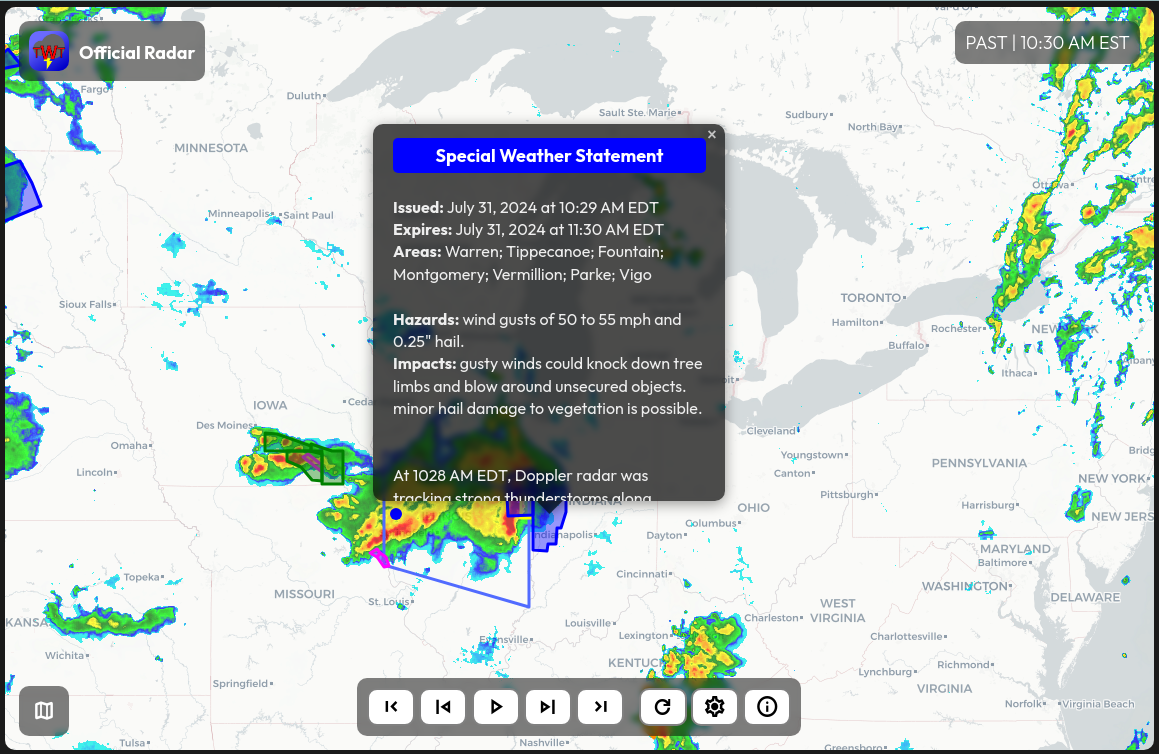 TWT
Official Radar
PAST | 10:30 AM EST
Fargo
Duluth
Sault Ste. Marie
Sudbury
North Bay
MINNESOTA
Ottawa
Minneapolis
Saint Paul
Special Weather Statement
×
Issued: July 31, 2024 at 10:29 AM EDT
Expires: July 31, 2024 at 11:30 AM EDT
Areas: Warren; Tippecanoe; Fountain;
Montgomery; Vermillion; Parke; Vigo
Hazards: wind gusts of 50 to 55 mph and
0.25" hail.
Impacts: gusty winds could knock down tree
limbs and blow around unsecured objects.
minor hail damage to vegetation is possible.
At 1028 AM EDT, Doppler radar was
tracking strong thunderstorms along
Sioux Falls
TORONTO
Hamilton
Rochester
NEW YORK
Buffalo
Ithaca
Albany
IOWA
Des Moines
Omaha
Lincoln
Cleveland
Youngstown
Canton
PENNSYLVANIA
NEW YORK
Pittsburgh
Harrisburg
NEW JERS
OHIO
INDIANA
Indianapolis
Columbus
Dayton
MARYLAND
Baltimore
Cincinnati
WASHINGTON
DELAWARE
Topeka
MISSOURI
St. Louis
KANSA
WEST
VIRGINIA
Charleston
Louisville
Lexington
Evansville
Charlottesville
Wichita
KENTUCK
Richmond
Lynchburg
VIRGINIA
Springfield
Norfolk
Virginia Beach
Tulsa
Nashville
Greensboro